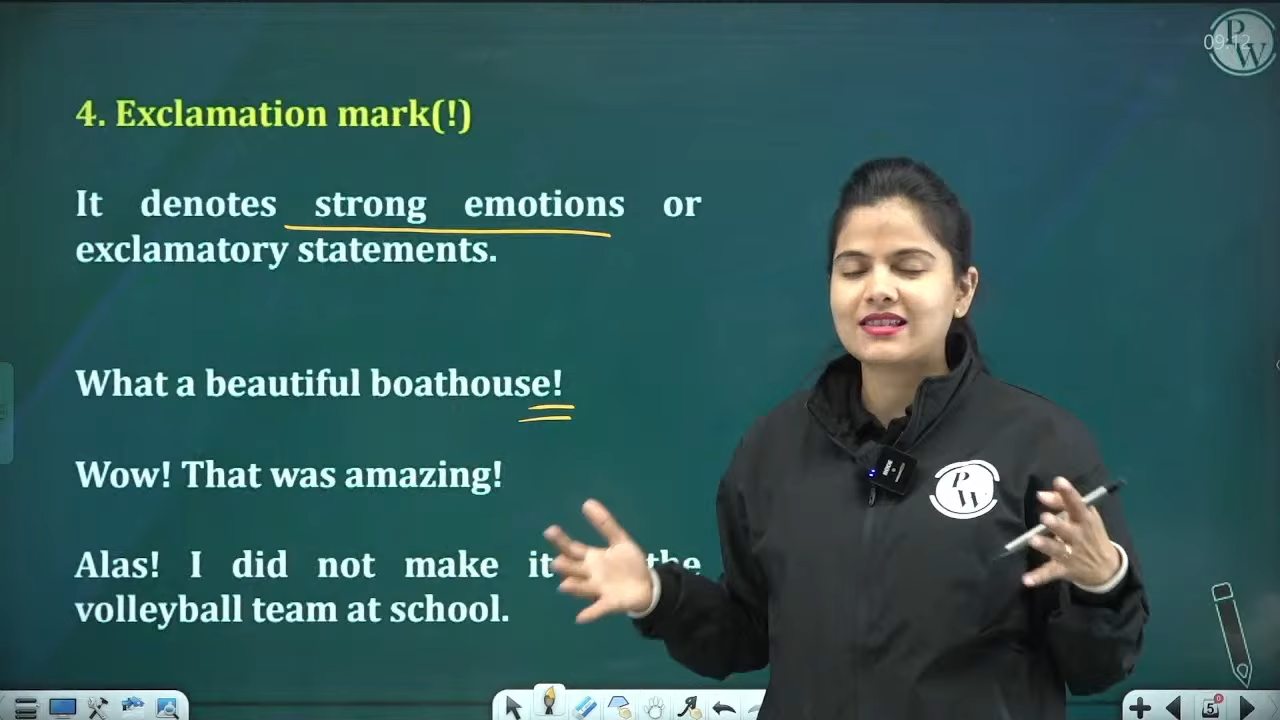 4. Exclamation mark(!)
It denotes strong emotions or
exclamatory statements.
What a beautiful boathouse!
Wow! That was amazing!
Alas! I did not make it the
volleyball team at school.
PW
09:12
PW
5